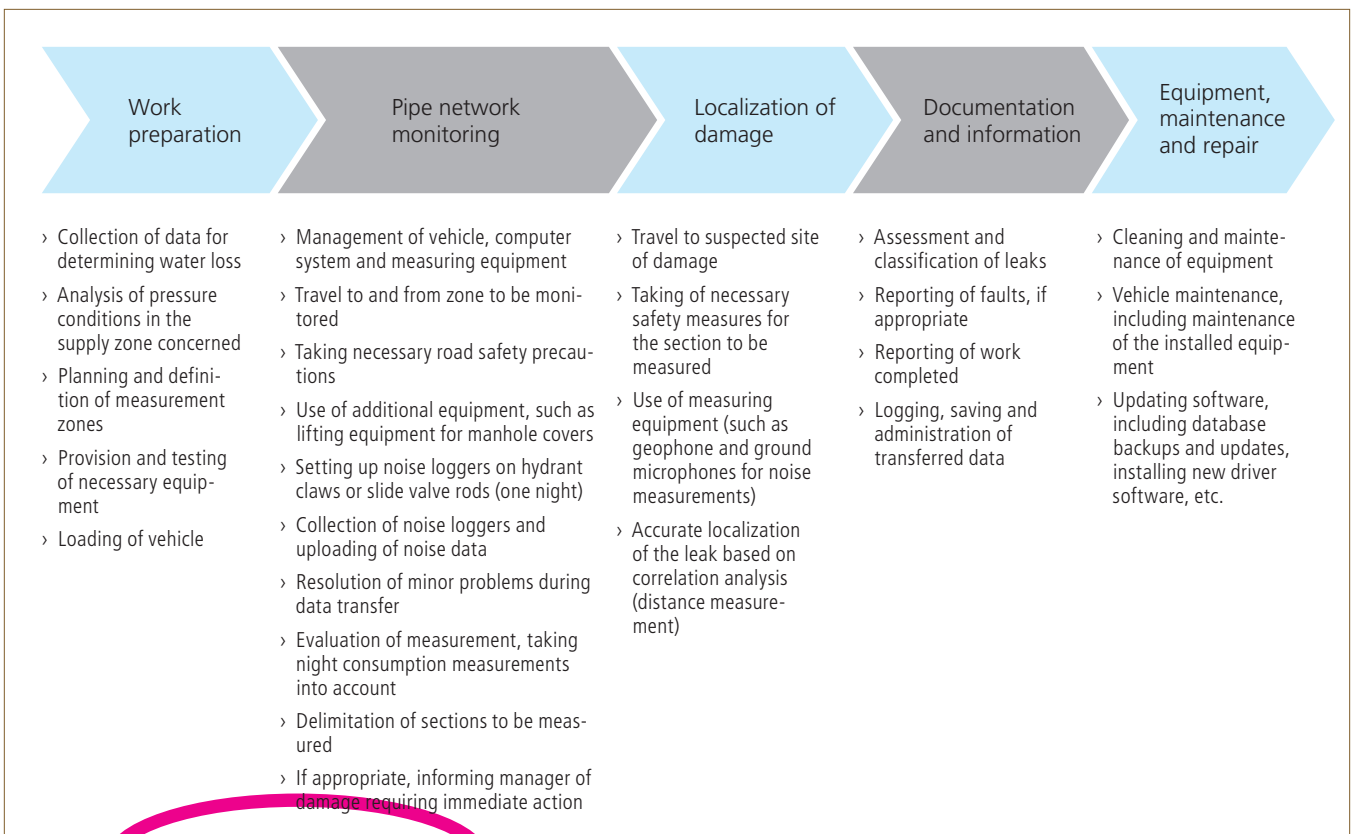 Work
preparation
Pipe network
monitoring
Localization of
damage
Documentation
and information
Equipment,
maintenance
and repair
› Collection of data for
determining water loss
› Analysis of pressure
conditions in the
supply zone concerned
› Planning and defini-
tion of measurement
zones
› Provision and testing
of necessary equip-
ment
› Loading of vehicle
› Management of vehicle, computer
system and measuring equipment
› Travel to and from zone to be moni-
tored
› Taking necessary road safety precau-
tions
› Use of additional equipment, such as
lifting equipment for manhole covers
› Setting up noise loggers on hydrant
claws or slide valve rods (one night)
› Collection of noise loggers and
uploading of noise data
› Resolution of minor problems during
data transfer
› Evaluation of measurement, taking
night consumption measurements
into account
› Delimitation of sections to be meas-
ured
› If appropriate, informing manager of
damage requiring immediate action
› Travel to suspected site
of damage
› Taking of necessary
safety measures for
the section to be
measured
› Use of measuring
equipment (such as
geophone and ground
microphones for noise
measurements)
› Accurate localization
of the leak based on
correlation analysis
(distance measure-
ment)
› Assessment and
classification of leaks
› Reporting of faults, if
appropriate
› Reporting of work
completed
› Logging, saving and
administration of
transferred data
› Cleaning and mainte-
nance of equipment
› Vehicle maintenance,
including maintenance
of the installed equip-
ment
› Updating software,
including database
backups and updates,
installing new driver
software, etc.